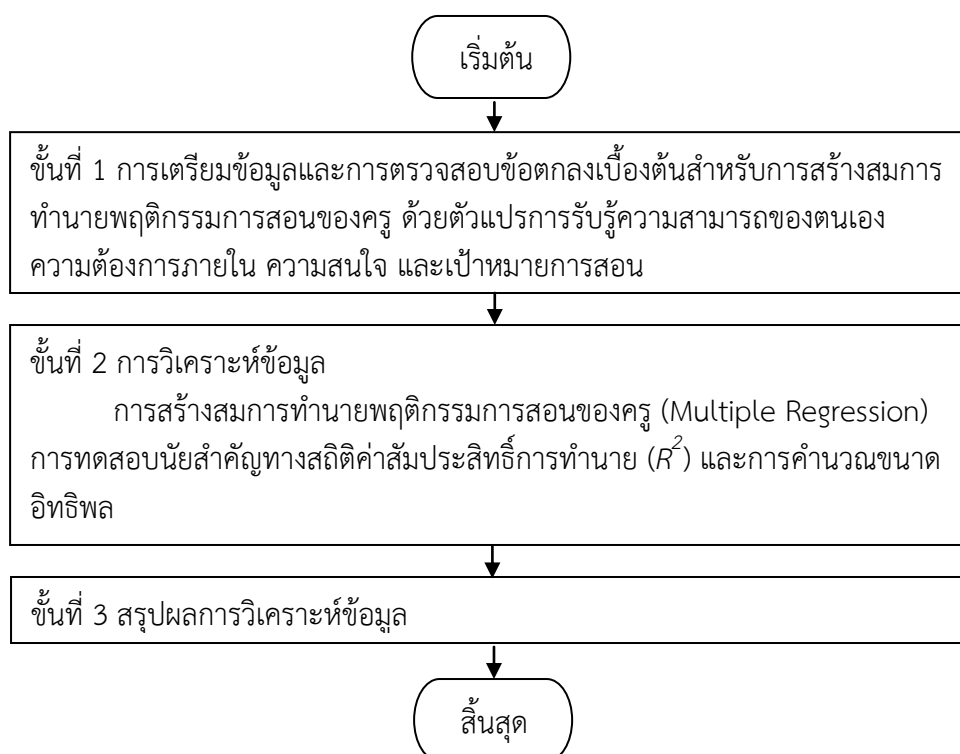 เริ่มต้น
ขั้นที่ 1 การเตรียมข้อมูลและการตรวจสอบข้อตกลงเบื้องต้นสำหรับการสร้างสมการ
ทำนายพฤติกรรมการสอนของครู ด้วยตัวแปรการรับรู้ความสามารถของตนเอง
ความต้องการภายใน ความสนใจ และเป้าหมายการสอน
ขั้นที่ 2 การวิเคราะห์ข้อมูล
การสร้างสมการทำนายพฤติกรรมการสอนของครู (Multiple Regression)
การทดสอบนัยสำคัญทางสถิติค่าสัมประสิทธิ์การทำนาย (R²) และการคำนวณขนาด
อิทธิพล
ขั้นที่ 3 สรุปผลการวิเคราะห์ข้อมูล
สิ้นสุด